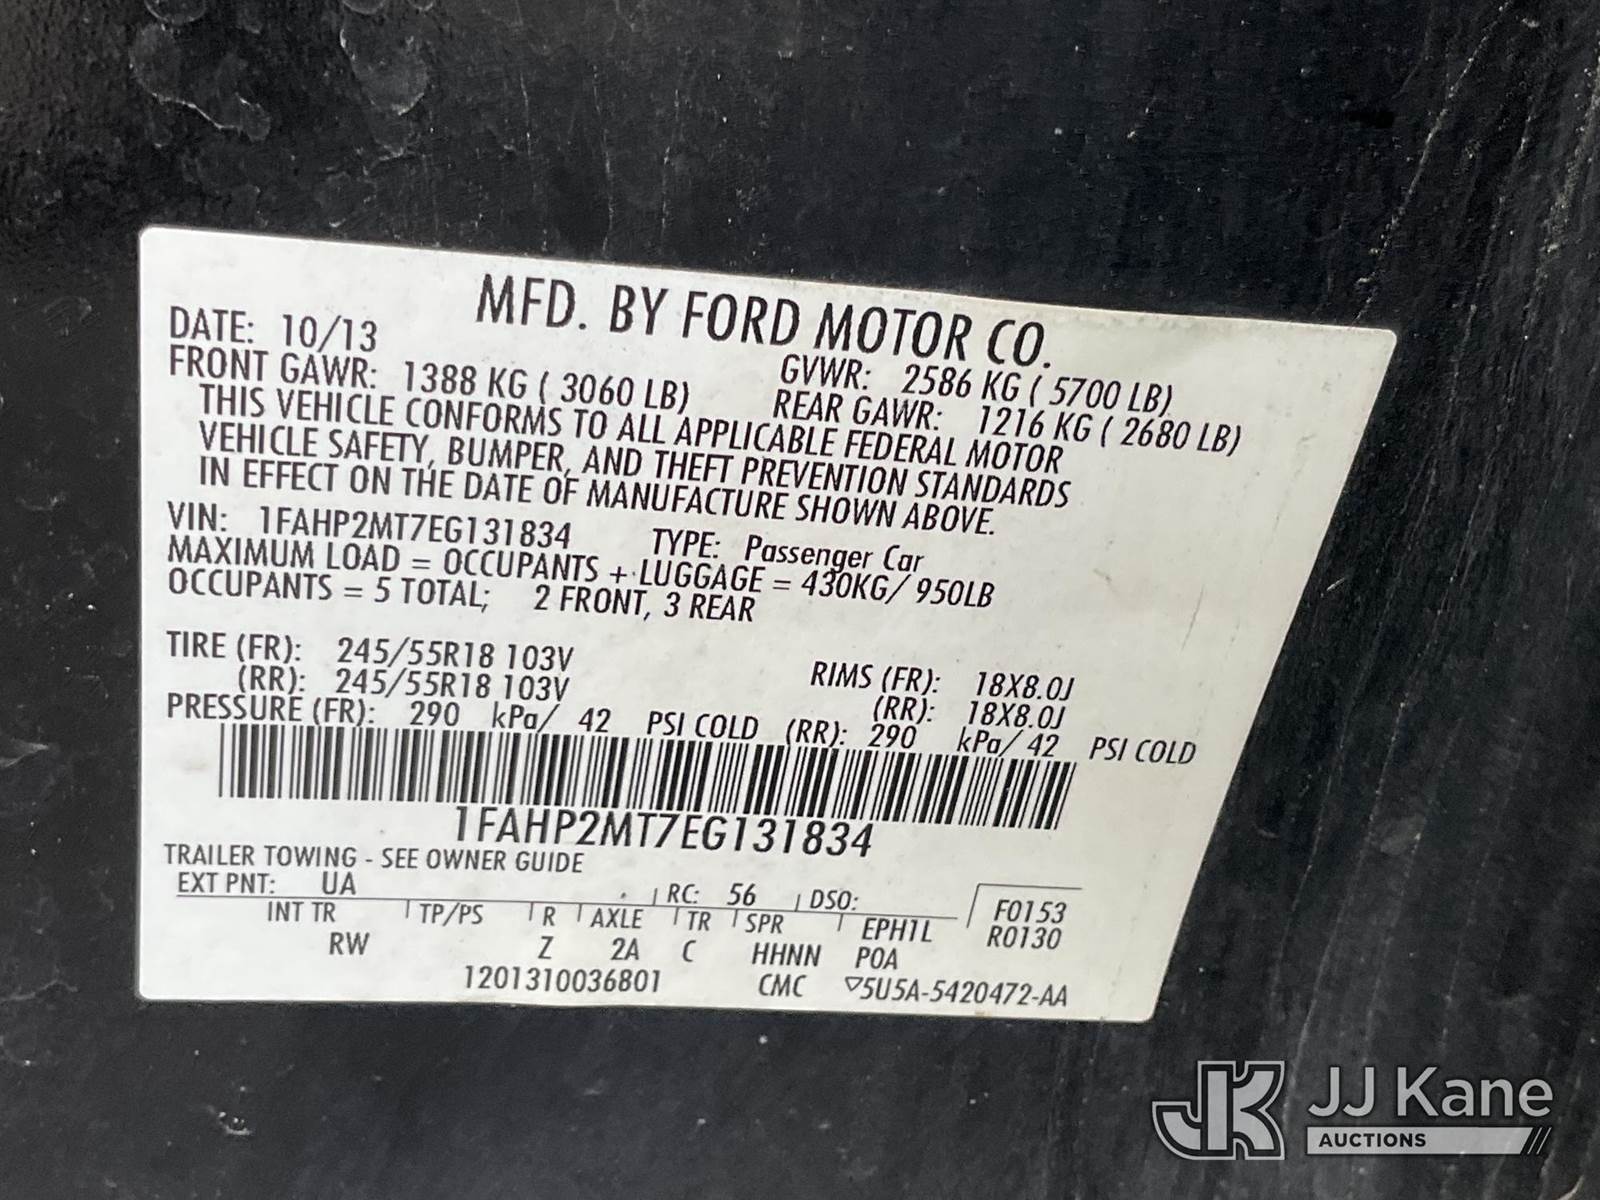 MFD. BY FORD MOTOR CO.
DATE: 10/13 GVWR: 2586 KG ( 5700 LB)
FRONT GAWR: 1388 KG ( 3060 LB) REAR GAWR: 1216 KG ( 2680 LB)
THIS VEHICLE CONFORMS TO ALL APPLICABLE FEDERAL MOTOR
VEHICLE SAFETY, BUMPER, AND THEFT PREVENTION STANDARDS
IN EFFECT ON THE DATE OF MANUFACTURE SHOWN ABOVE.
VIN: 1FAHP2MT7EG131834 TYPE: Passenger Car
MAXIMUM LOAD = OCCUPANTS + LUGGAGE = 430KG/ 950LB
OCCUPANTS = 5 TOTAL; 2 FRONT, 3 REAR
TIRE (FR): 245/55R18 103V RIMS (FR): 18X8.0J
(RR): 245/55R18 103V (RR): 18X8.0J
PRESSURE (FR): 290 kPa/ 42 PSI COLD (RR): 290 kPa/ 42 PSI COLD
1FAHP2MT7EG131834
TRAILER TOWING - SEE OWNER GUIDE
EXT PNT: UA RC: 56 DSO: F0153
INT TR TP/PS R AXLE TR SPR EPH1L R0130
RW Z 2A C HHNN POA
1201310036801 CMC ▽5U5A-5420472-AA
JK JJ Kane
AUCTIONS